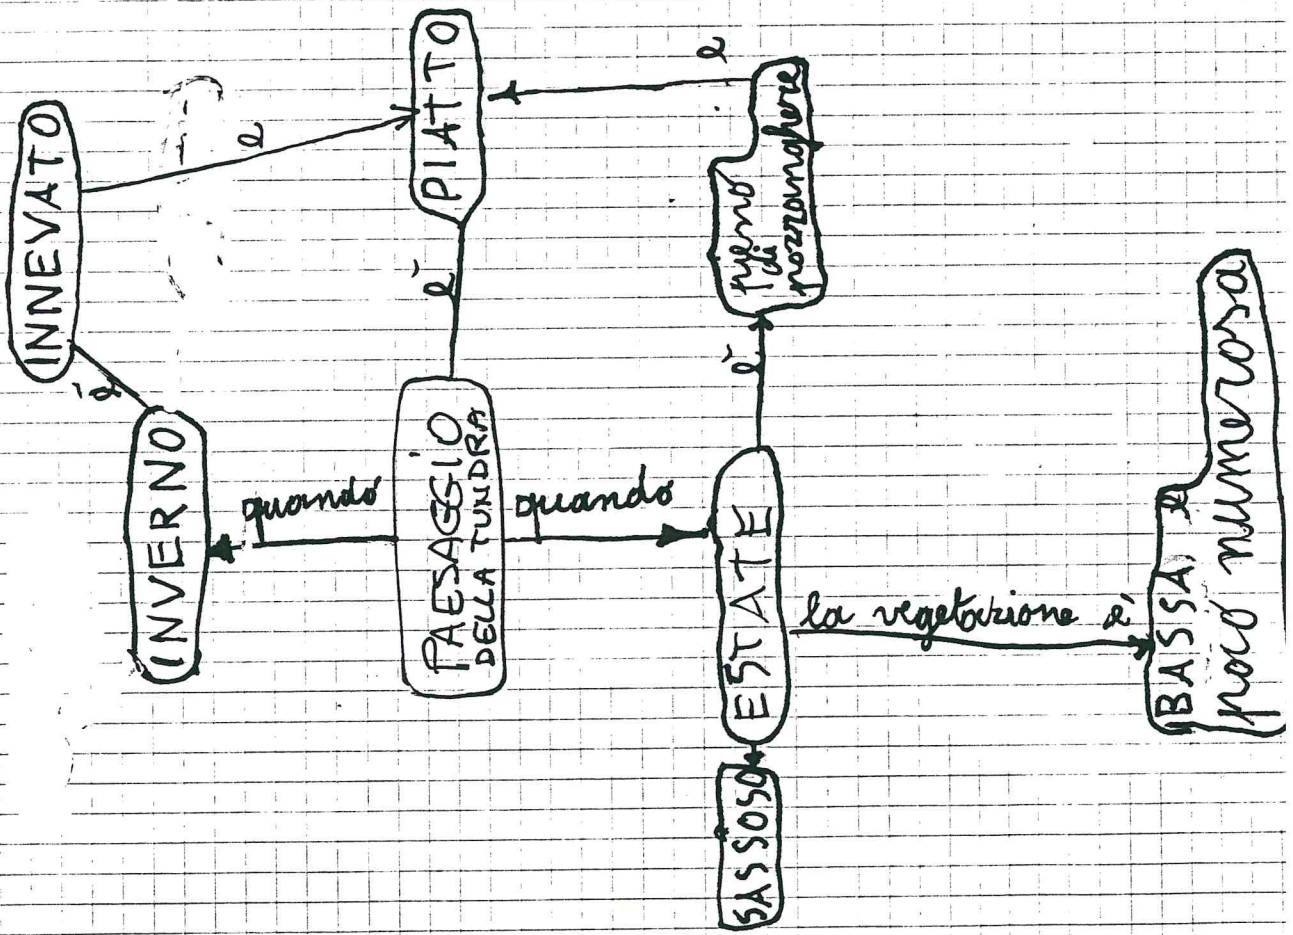 INNEVATO
e
PIATTO
e
pieno
di
pozzanghere
è
è
è
INVERNO
quando
PAESAGGIO
DELLA TUNDRA
quando
ESTATE
la vegetazione è
BASSA, e
poco numerosa
SASSOSO